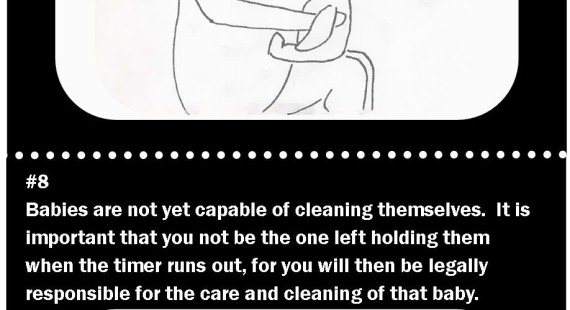 #8
Babies are not yet capable of cleaning themselves.  It is
important that you not be the one left holding them
when the timer runs out, for you will then be legally
responsible for the care and cleaning of that baby.